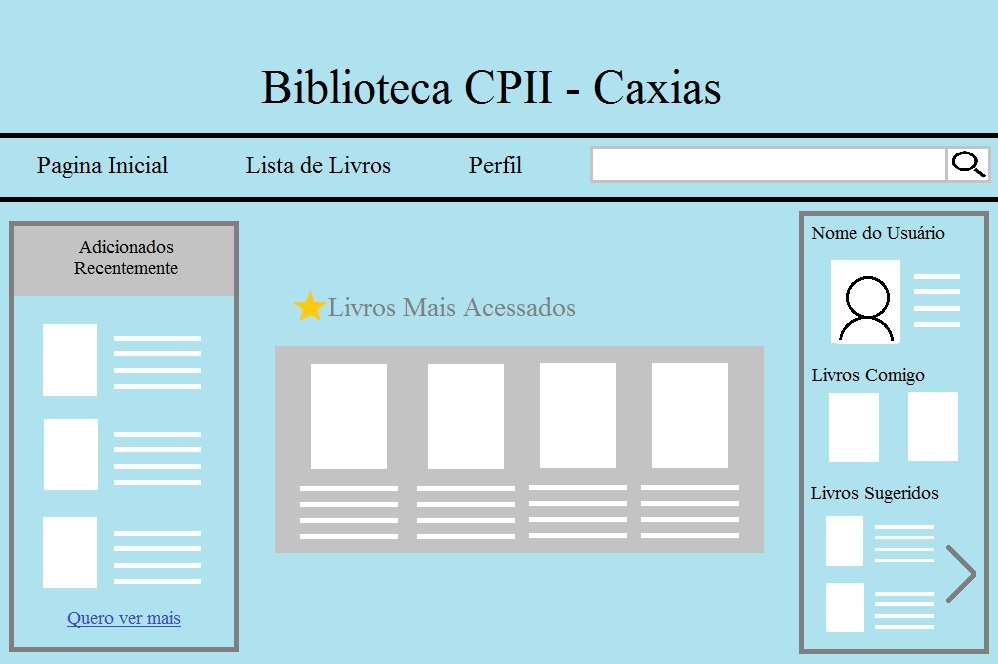 Biblioteca CPII - Caxias
Pagina Inicial
Lista de Livros
Perfil
Adicionados
Recentemente
Quero ver mais
Livros Mais Acessados
Nome do Usuário
Livros Comigo
Livros Sugeridos